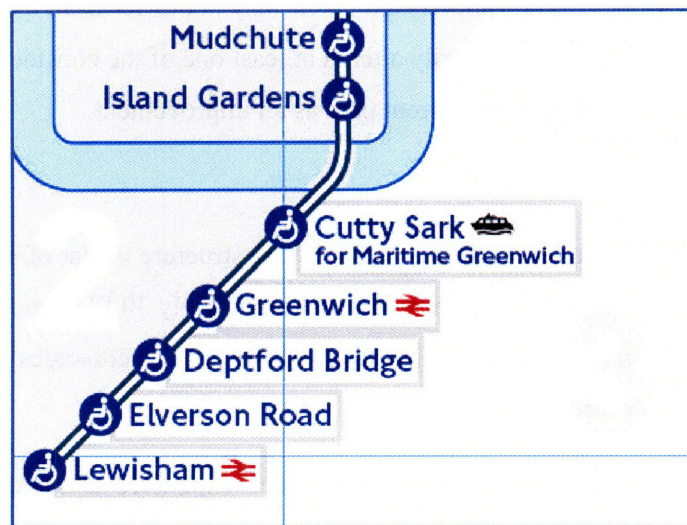 Mudchute
Island Gardens
Cutty Sark
for Maritime Greenwich
Greenwich
Deptford Bridge
Elverson Road
Lewisham